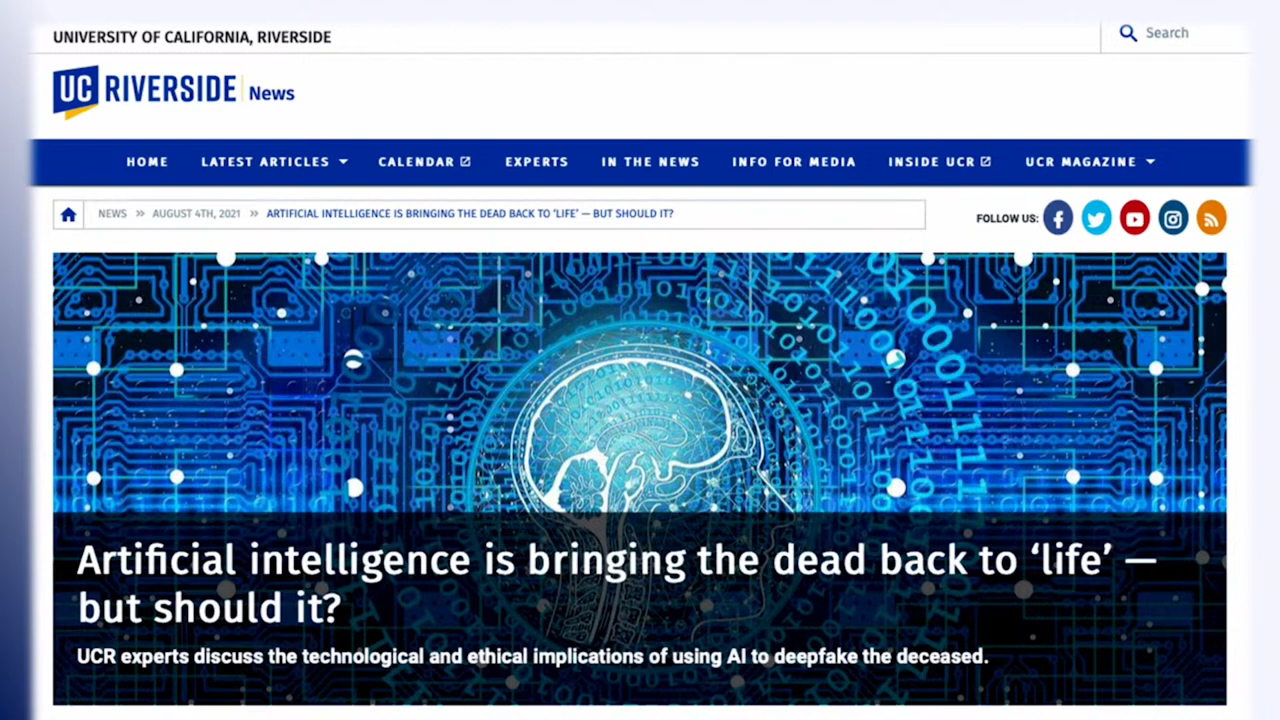 UNIVERSITY OF CALIFORNIA, RIVERSIDE
Search
UC RIVERSIDE News
HOME LATEST ARTICLES CALENDAR EXPERTS IN THE NEWS INFO FOR MEDIA INSIDE UCR UCR MAGAZINE
NEWS » AUGUST 4TH, 2021 » ARTIFICIAL INTELLIGENCE IS BRINGING THE DEAD BACK TO ‘LIFE’ — BUT SHOULD IT?
FOLLOW US:
Artificial intelligence is bringing the dead back to ‘life’ —
but should it?
UCR experts discuss the technological and ethical implications of using AI to deepfake the deceased.